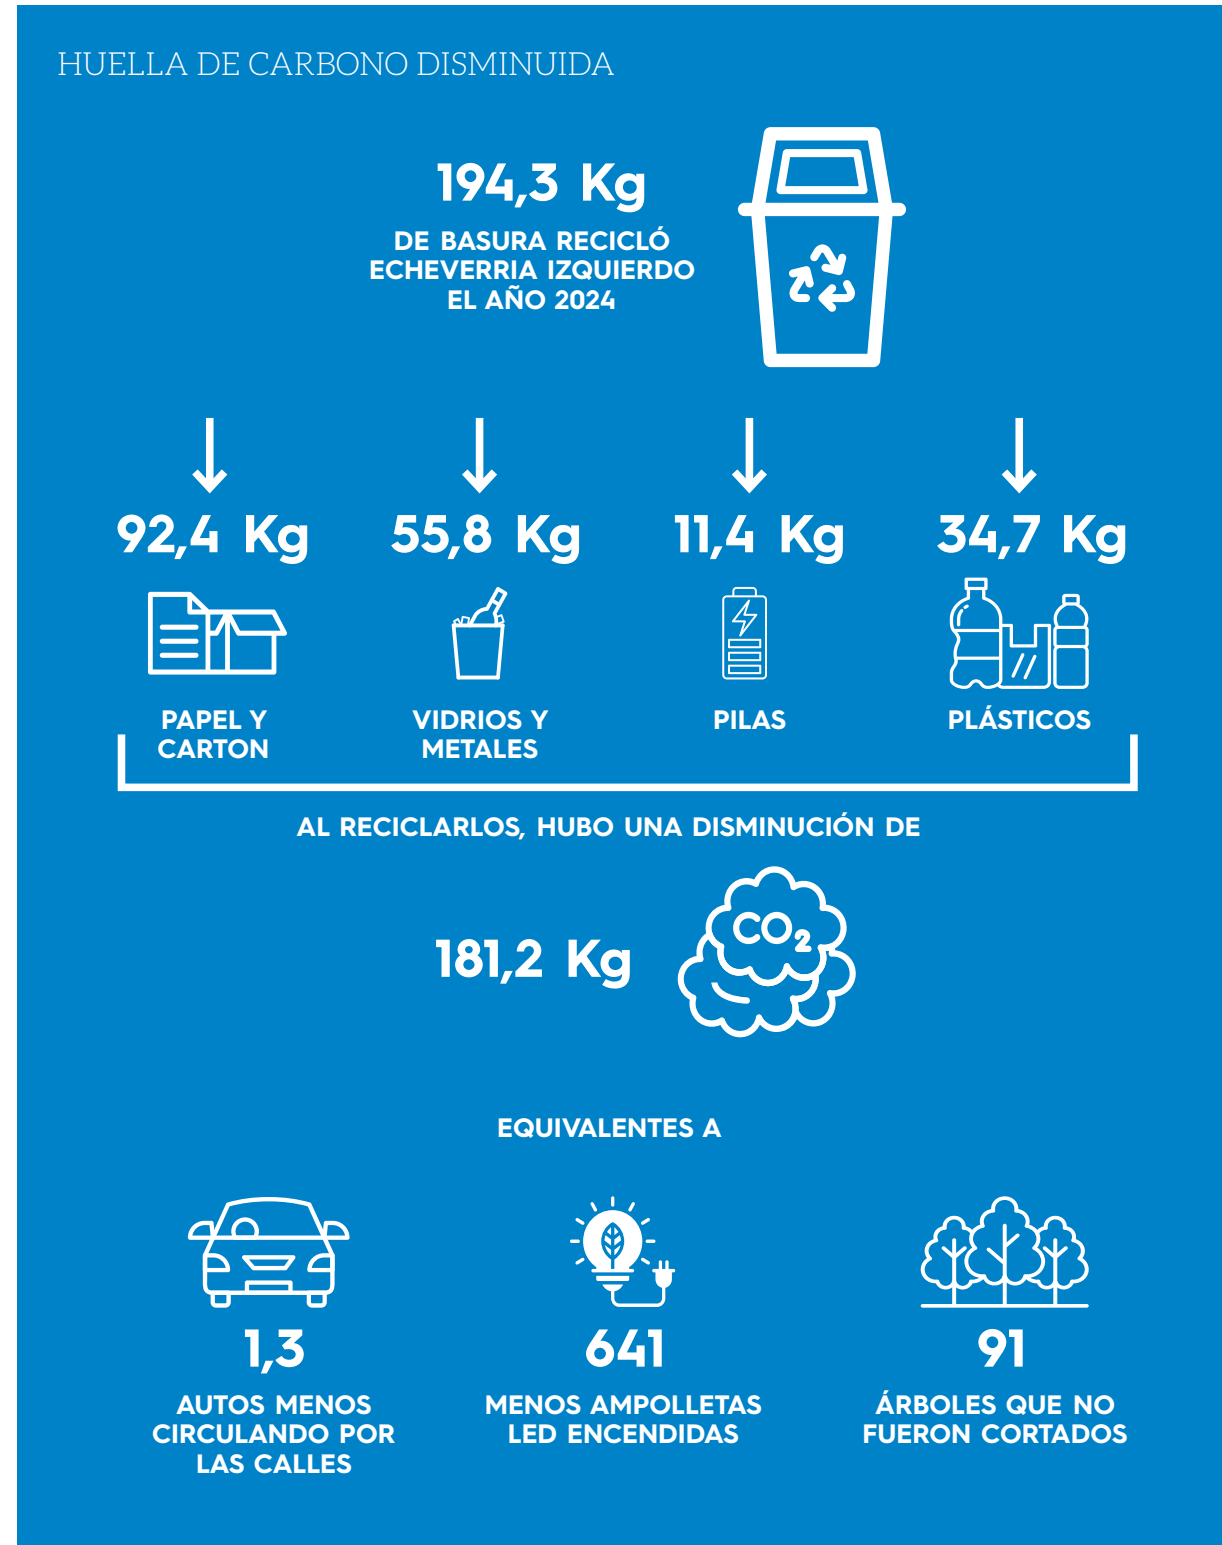 HUELLA DE CARBONO DISMINUIDA
194,3 Kg
DE BASURA RECICLÓ
ECHEVERRIA IZQUIERDO
EL AÑO 2024
92,4 Kg
55,8 Kg
11,4 Kg
34,7 Kg
PAPEL Y
CARTON
VIDRIOS Y
METALES
PILAS
PLÁSTICOS
AL RECICLARLOS, HUBO UNA DISMINUCIÓN DE
181,2 Kg
CO2
EQUIVALENTES A
1,3
AUTOS MENOS
CIRCULANDO POR
LAS CALLES
641
MENOS AMPOLLETAS
LED ENCENDIDAS
91
ÁRBOLES QUE NO
FUERON CORTADOS